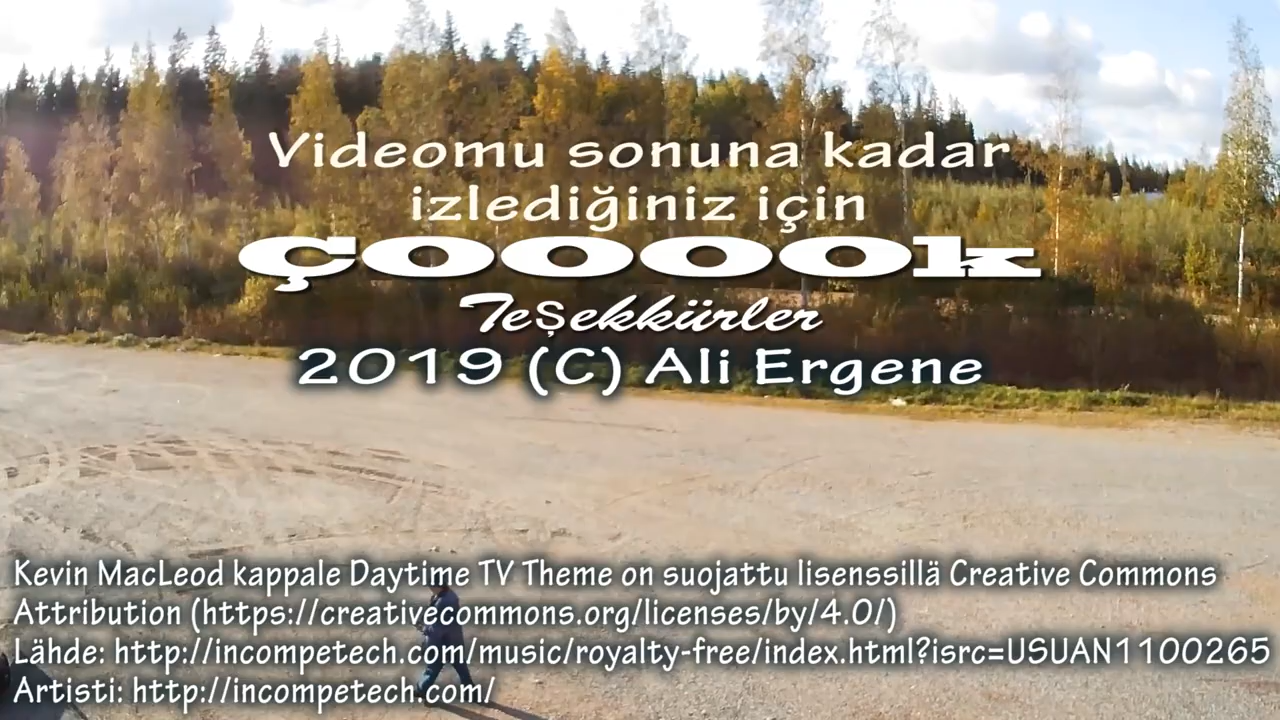 Videomu sonuna kadar
izlediğiniz için
çooook
Teşekkürler
2019 (C) Ali Ergene
Kevin MacLeod kappale Daytime TV Theme on suojattu lisenssillä Creative Commons
Attribution (https://creativecommons.org/licenses/by/4.0/)
Lähde: http://incompetech.com/music/royalty-free/index.html?isrc=USUAN1100265
Artisti: http://incompetech.com/